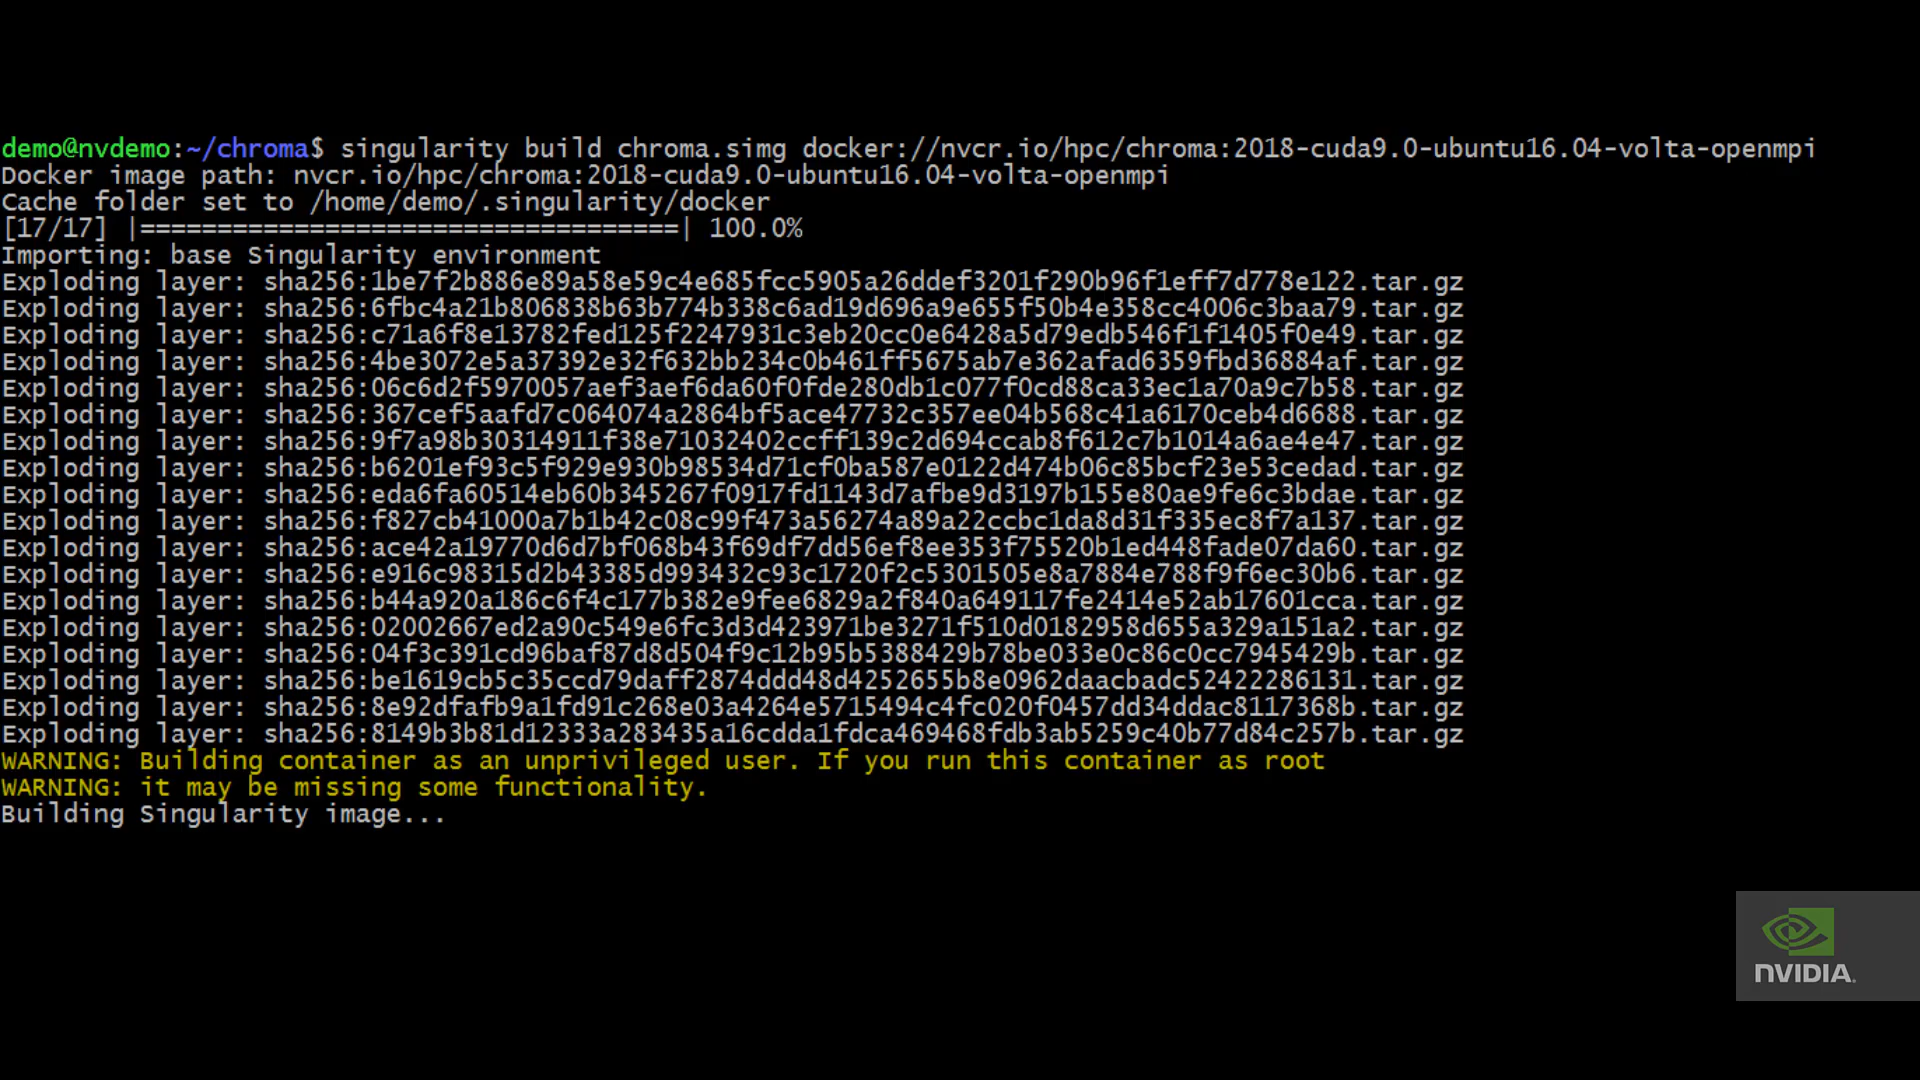 demo@nvdemo:~/chroma$ singularity build chroma.simg docker://nvcr.io/hpc/chroma:2018-cuda9.0-ubuntu16.04-volta-openmpi
Docker image path: nvcr.io/hpc/chroma:2018-cuda9.0-ubuntu16.04-volta-openmpi
Cache folder set to /home/demo/.singularity/docker
[17/17] |===================================| 100.0%
Importing: base Singularity environment
Exploding layer: sha256:1be7f2b886e89a58e59c4e685fcc5905a26ddef3201f290b96f1eff7d778e122.tar.gz
Exploding layer: sha256:6fbc4a21b806838b63b774b338c6ad19d696a9e655f50b4e358cc4006c3baa79.tar.gz
Exploding layer: sha256:c71a6f8e13782fed125f2247931c3eb20cc0e6428a5d79edb546f1f1405f0e49.tar.gz
Exploding layer: sha256:4be3072e5a37392e32f632bb234c0b461ff5675ab7e362afad6359fbd36884af.tar.gz
Exploding layer: sha256:06c6d2f5970057aef3aef6da60f0fde280db1c077f0cd88ca33ec1a70a9c7b58.tar.gz
Exploding layer: sha256:367cef5aafd7c064074a2864bf5ace47732c357ee04b568c41a6170ceb4d6688.tar.gz
Exploding layer: sha256:9f7a98b30314911f38e71032402ccff139c2d694ccab8f612c7b1014a6ae4e47.tar.gz
Exploding layer: sha256:b6201ef93c5f929e930b98534d71cf0ba587e0122d474b06c85bcf23e53cedad.tar.gz
Exploding layer: sha256:eda6fa60514eb60b345267f0917fd1143d7afbe9d3197b155e80ae9fe6c3bdae.tar.gz
Exploding layer: sha256:f827cb41000a7b1b42c08c99f473a56274a89a22ccbc1da8d31f335ec8f7a137.tar.gz
Exploding layer: sha256:ace42a19770d6d7bf068b43f69df7dd56ef8ee353f75520b1ed448fade07da60.tar.gz
Exploding layer: sha256:e916c98315d2b43385d993432c93c1720f2c5301505e8a7884e788f9f6ec30b6.tar.gz
Exploding layer: sha256:b44a920a186c6f4c177b382e9fee6829a2f840a649117fe2414e52ab17601cca.tar.gz
Exploding layer: sha256:02002667ed2a90c549e6fc3d3d423971be3271f510d0182958d655a329a151a2.tar.gz
Exploding layer: sha256:04f3c391cd96baf87d8d504f9c12b95b5388429b78be033e0c86c0cc7945429b.tar.gz
Exploding layer: sha256:be1619cb5c35ccd79daff2874ddd48d4252655b8e0962daacbadc52422286131.tar.gz
Exploding layer: sha256:8e92dfafb9a1fd91c268e03a4264e5715494c4fc020f0457dd34ddac8117368b.tar.gz
Exploding layer: sha256:8149b3b81d12333a283435a16cdda1fdca469468fdb3ab5259c40b77d84c257b.tar.gz
WARNING: Building container as an unprivileged user. If you run this container as root
WARNING: it may be missing some functionality.
Building Singularity image...
NVIDIA.